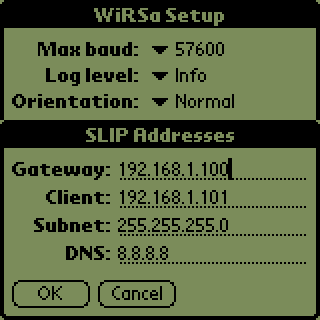 WiRSa Setup
Max baud: 57600
Log level: Info
Orientation: Normal
SLIP Addresses
Gateway: 192.168.1.100
Client: 192.168.1.101
Subnet: 255.255.255.0
DNS: 8.8.8.8
OK Cancel